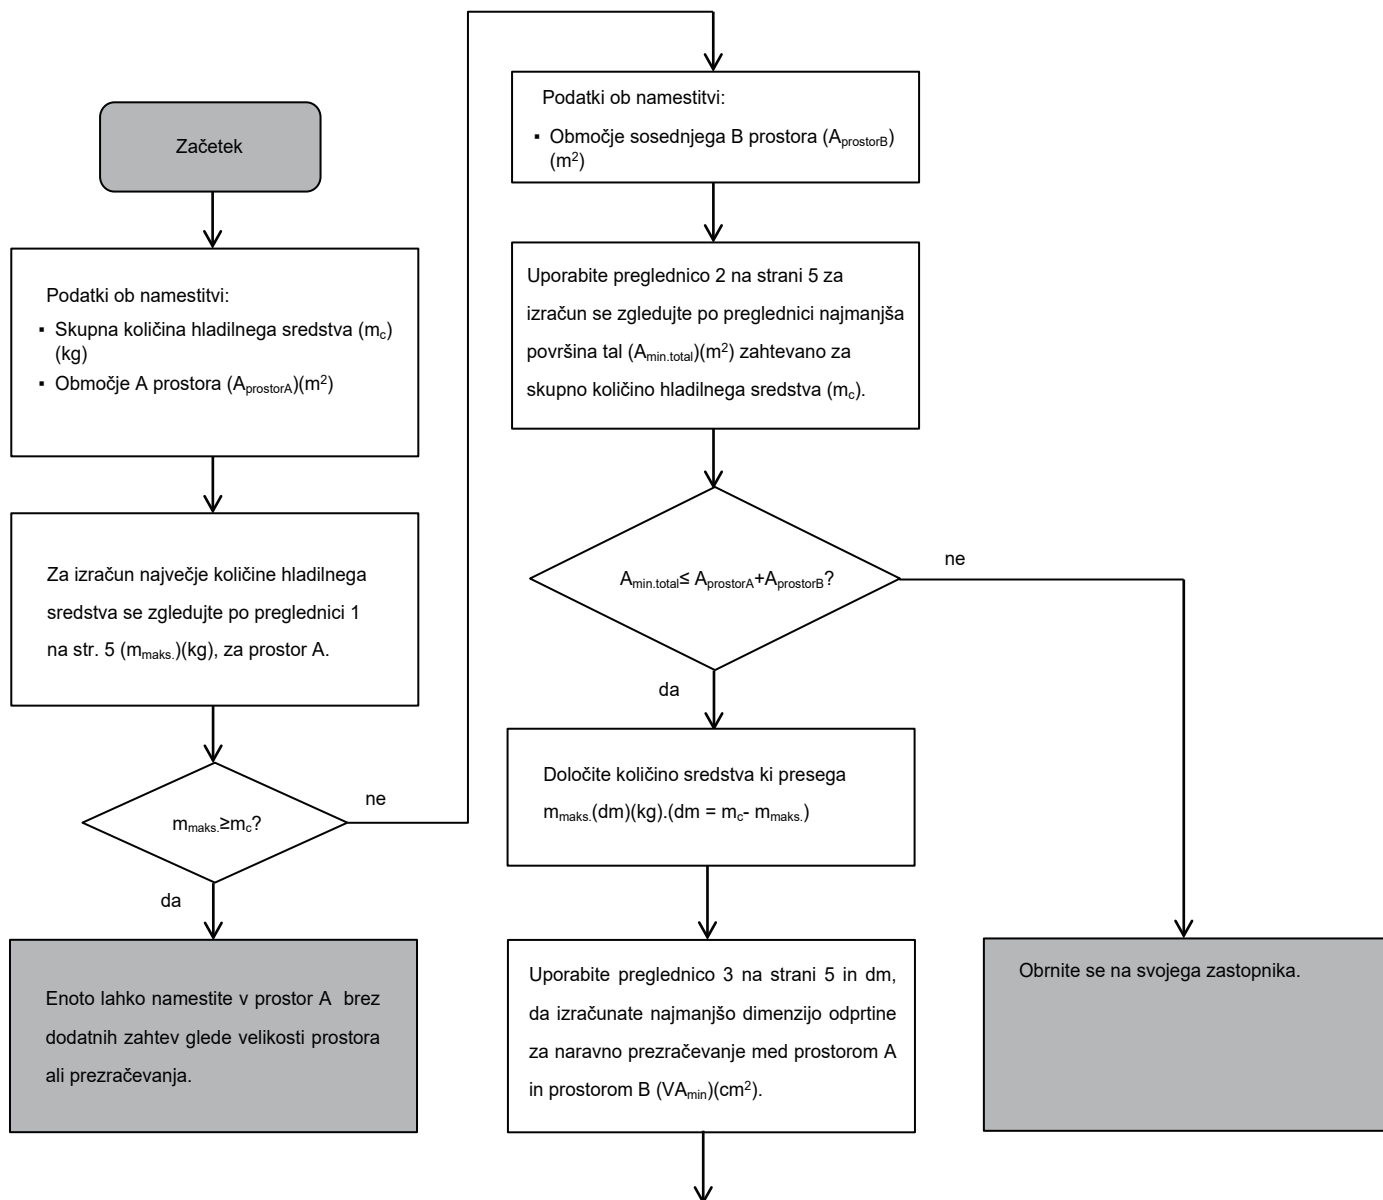 Začetek
Podatki ob namestitvi:
▪ Skupna količina hladilnega sredstva (mc)
(kg)
▪ Območje A prostora (AprostorA)(m²)
Za izračun največje količine hladilnega
sredstva se zgledujte po preglednici 1
na str. 5 (mmaks.)(kg), za prostor A.
mmaks.≥mc?
ne
da
Enoto lahko namestite v prostor A brez
dodatnih zahtev glede velikosti prostora
ali prezračevanja.
Podatki ob namestitvi:
▪ Območje sosednjega B prostora (AprostorB)
(m²)
Uporabite preglednico 2 na strani 5 za
izračun se zgledujte po preglednici najmanjša
površina tal (Amin.total)(m²) zahtevano za
skupno količino hladilnega sredstva (mc).
Amin.total≤ AprostorA+AprostorB?
ne
da
Določite količino sredstva ki presega
mmaks.(dm)(kg).(dm = mc- mmaks.)
Uporabite preglednico 3 na strani 5 in dm,
da izračunate najmanjšo dimenzijo odprtine
za naravno prezračevanje med prostorom A
in prostorom B (VAmin)(cm²).
Obrnite se na svojega zastopnika.